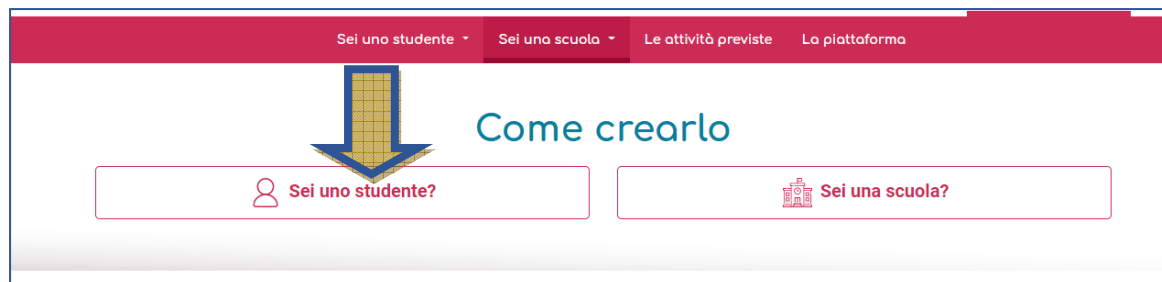 Sei uno studente Sei una scuola Le attività previste La piattaforma
Come crearlo
Sei uno studente? Sei una scuola?